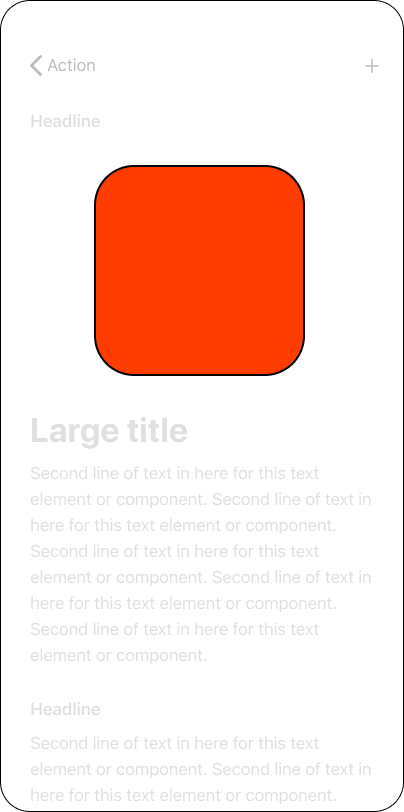 Action
Headline
Large title
Second line of text in here for this text
element or component. Second line of text in
here for this text element or component.
Second line of text in here for this text
element or component. Second line of text in
here for this text element or component.
Second line of text in here for this text
element or component.
Headline
Second line of text in here for this text
element or component. Second line of text in
here for this text element or component.